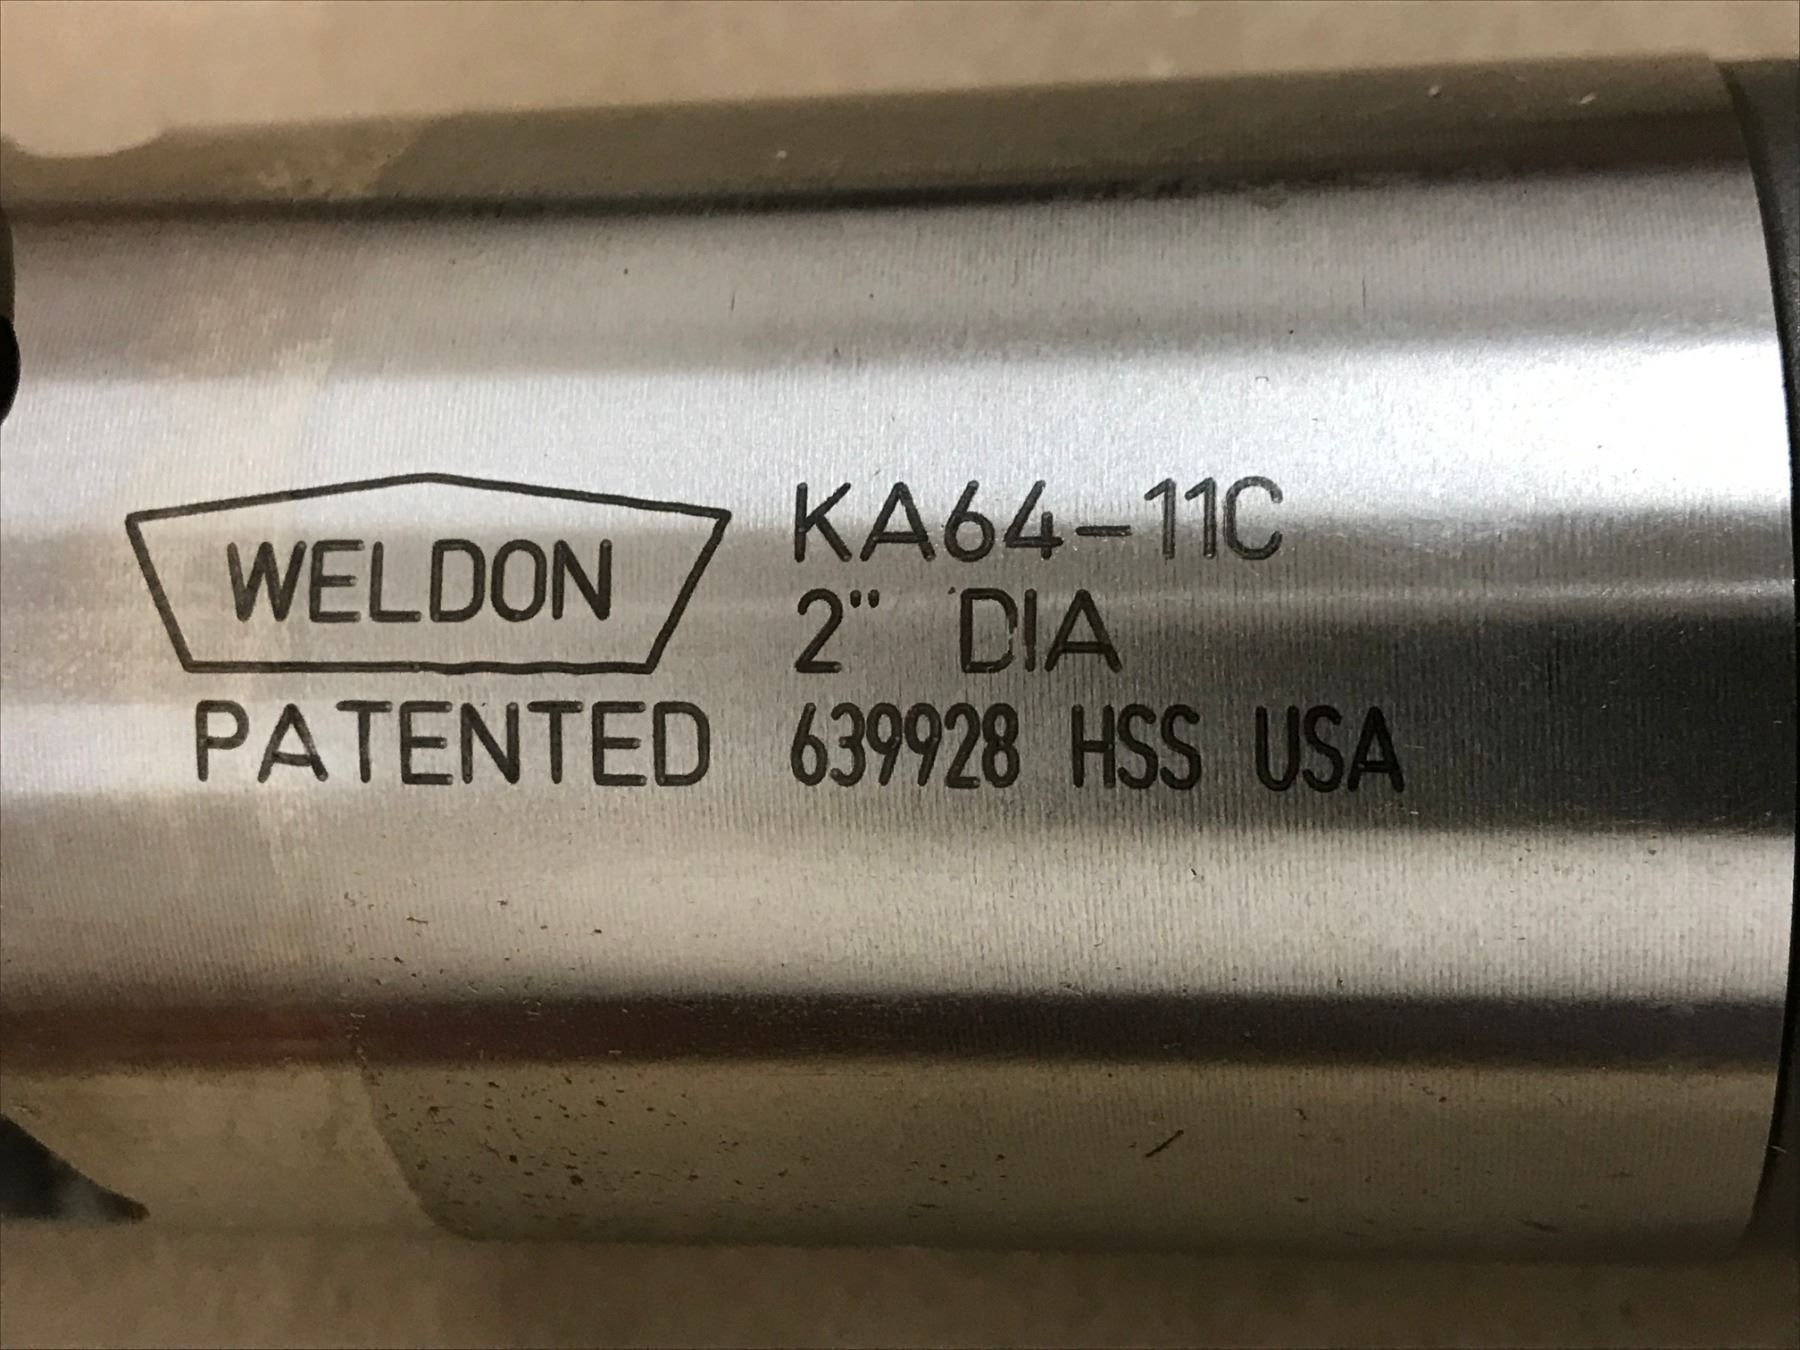 WELDON
PATENTED
KA64-11C
2" DIA
639928 HSS USA